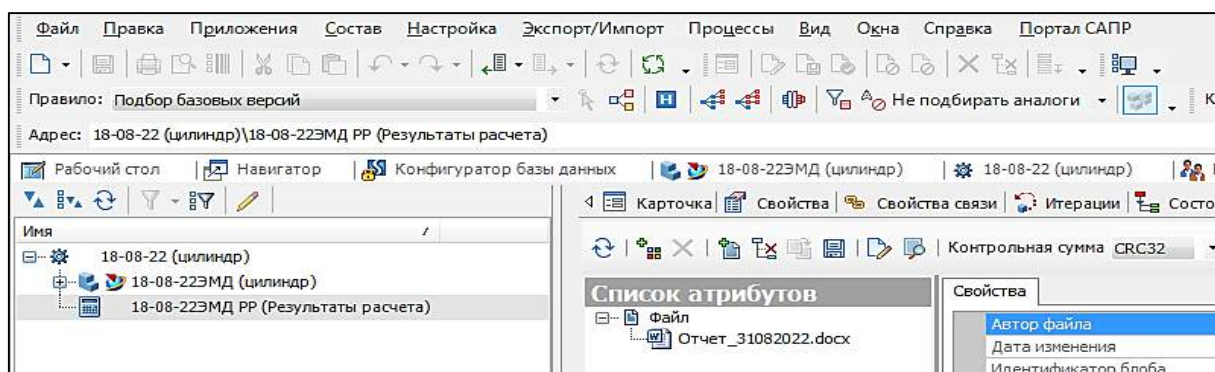 Файл Правка Приложения Состав Настройка Экспорт/Импорт Процессы Вид Окна Справка Портал САПР
Правило: Подбор базовых версий Не подбирать аналоги К
Адрес: 18-08-22 (цилиндр)\18-08-22ЭМД РР (Результаты расчета)
Рабочий стол Навигатор Конфигуратор базы данных 18-08-22ЭМД (цилиндр) 18-08-22 (цилиндр)
Карточка Свойства Свойства связи Итерации Состо
Имя /
Контрольная сумма CRC32
18-08-22 (цилиндр)
18-08-22ЭМД (цилиндр)
18-08-22ЭМД РР (Результаты расчета)
Список атрибутов
Файл
Отчет_31082022.docx
Свойства
Автор файла
Дата изменения
Идентификатор блоба